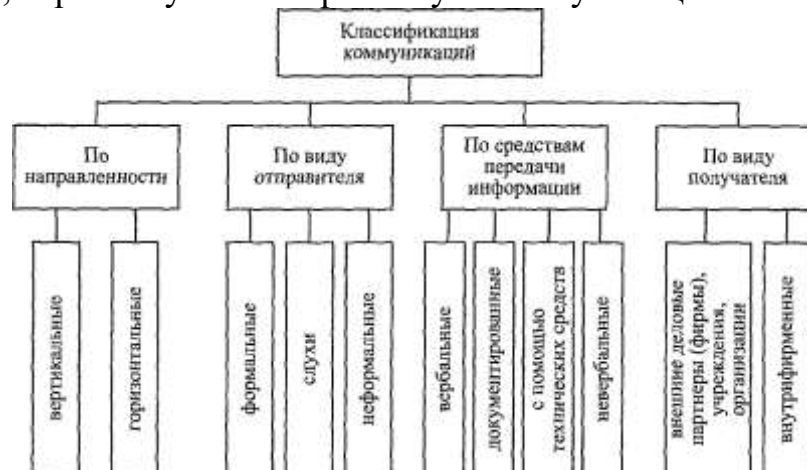 Классификация
коммуникаций
По
направленности
По виду
отправителя
По средствам
передачи
информации
По виду
получателя
вертикальные
горизонтальные
формальные
слухи
неформальные
вербальные
документированные
с помощью
технических средств
невербальные
внешние деловые
партнеры (фирмы),
учреждения,
организации
внутрифирменные